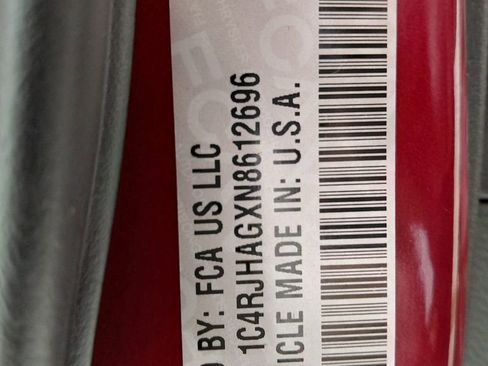 D BY: FCA US LLC
1C4RJHAGXN8612696
ICLE MADE IN: U.S.A.